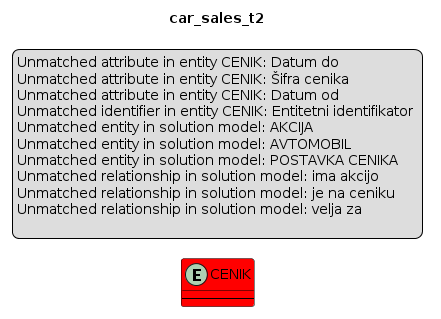 car_sales_t2
Unmatched attribute in entity CENIK: Datum do
Unmatched attribute in entity CENIK: Šifra cenika
Unmatched attribute in entity CENIK: Datum od
Unmatched identifier in entity CENIK: Entitetni identifikator
Unmatched entity in solution model: AKCIJA
Unmatched entity in solution model: AVTOMOBIL
Unmatched entity in solution model: POSTAVKA CENIKA
Unmatched relationship in solution model: ima akcijo
Unmatched relationship in solution model: je na ceniku
Unmatched relationship in solution model: velja za
E CENIK